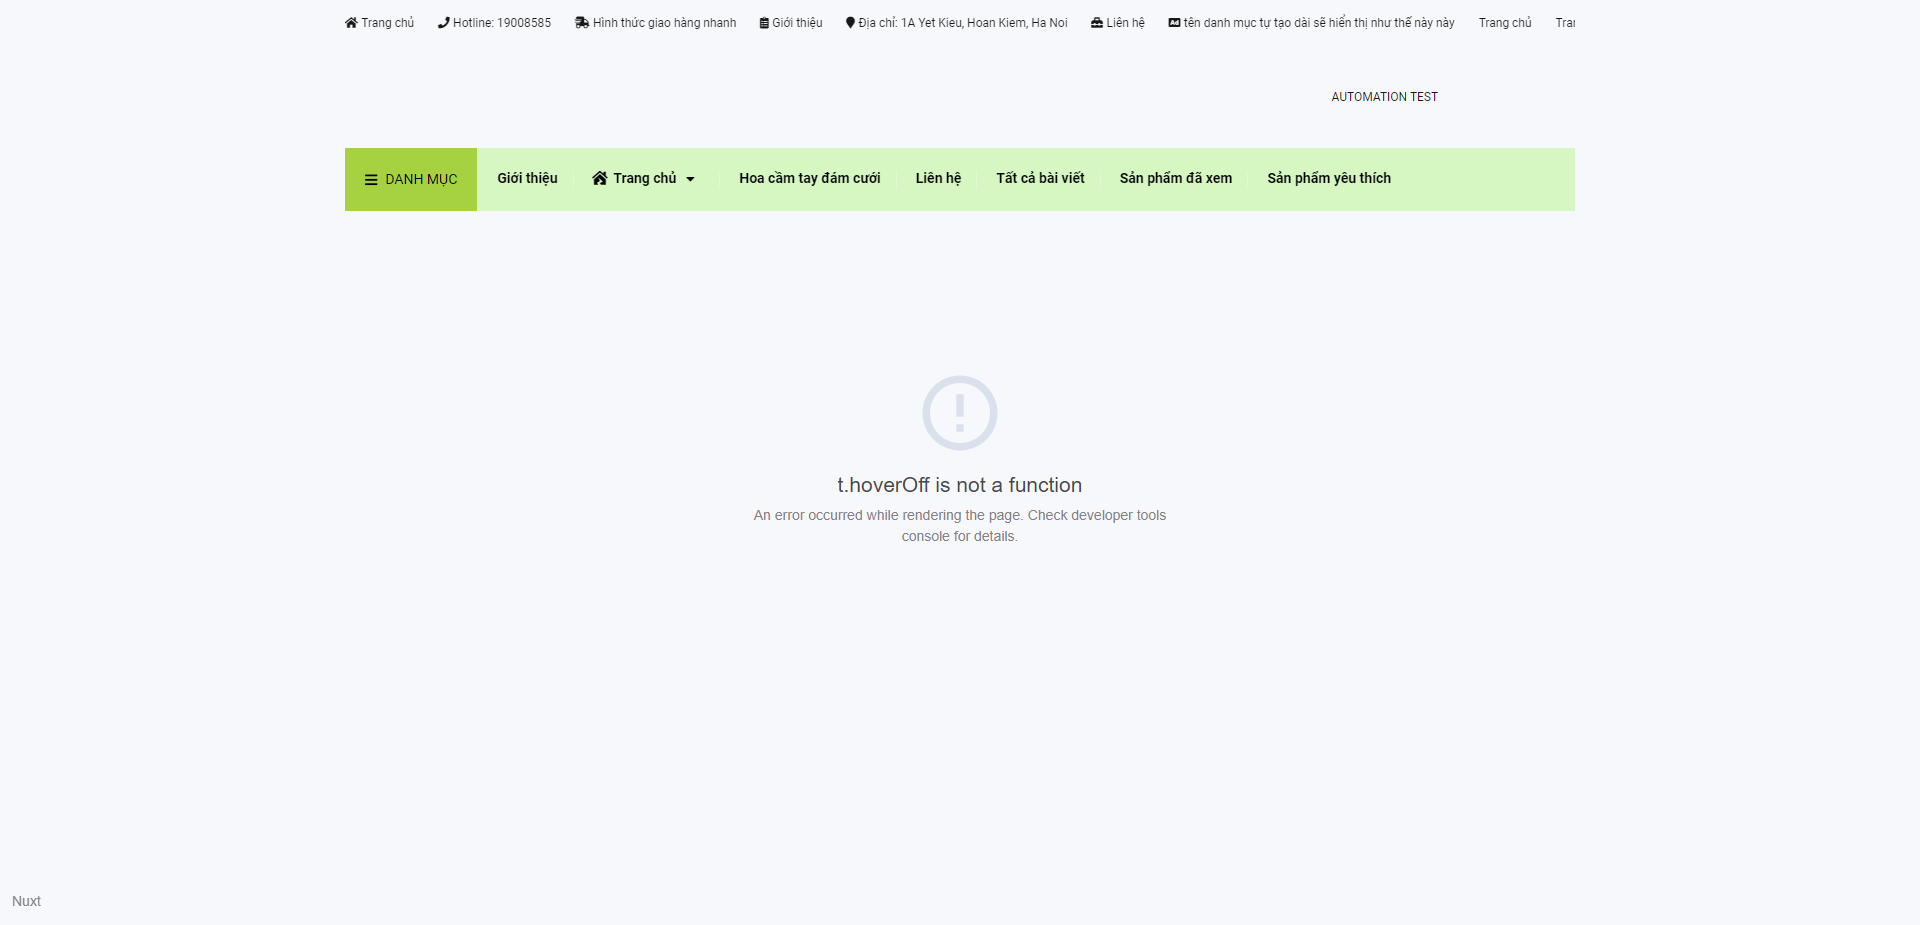 Trang chủ Hotline: 19008585 Hình thức giao hàng nhanh Giới thiệu Địa chỉ: 1A Yet Kieu, Hoan Kiem, Ha Noi Liên hệ tên danh mục tự tạo dài sẽ hiển thị như thế này này Trang chủ Trar
AUTOMATION TEST
DANH MỤC Giới thiệu Trang chủ Hoa cầm tay đám cưới Liên hệ Tất cả bài viết Sản phẩm đã xem Sản phẩm yêu thích
t.hoverOff is not a function
An error occurred while rendering the page. Check developer tools
console for details.
Nuxt